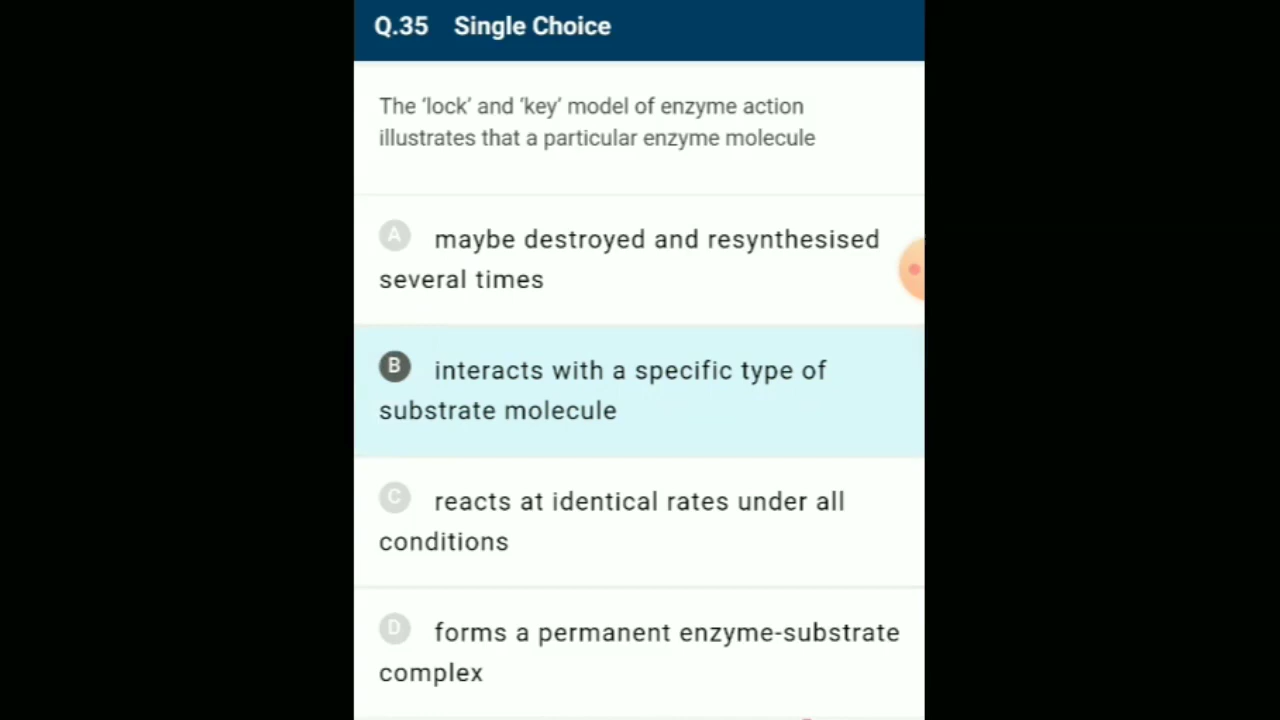 Q.35 Single Choice
The ‘lock’ and ‘key’ model of enzyme action
illustrates that a particular enzyme molecule
A maybe destroyed and resynthesised
several times
B interacts with a specific type of
substrate molecule
C reacts at identical rates under all
conditions
D forms a permanent enzyme-substrate
complex